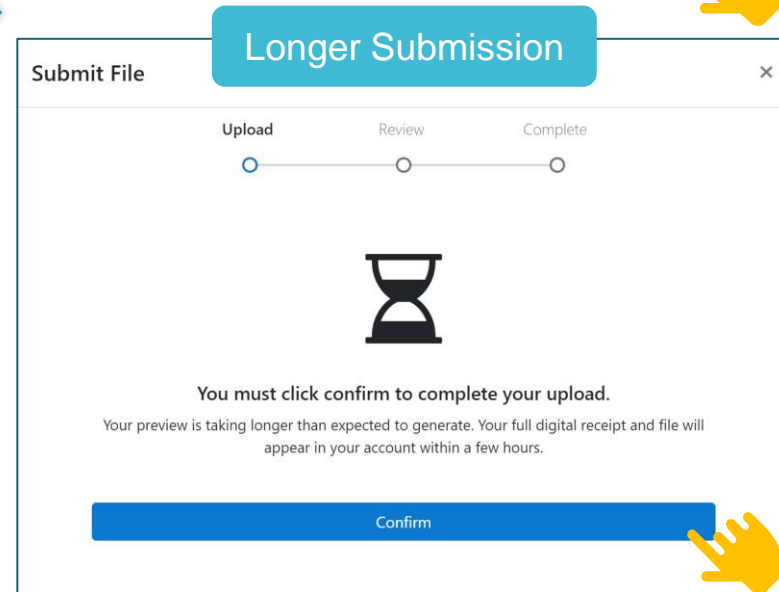 Longer Submission
Submit File
Upload Review Complete
You must click confirm to complete your upload.
Your preview is taking longer than expected to generate. Your full digital receipt and file will
appear in your account within a few hours.
Confirm